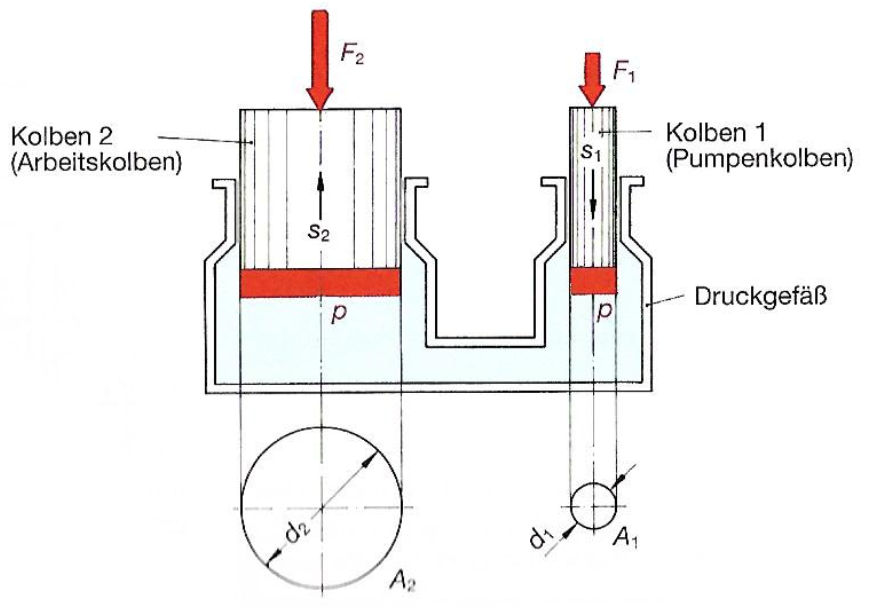 F₂
F₁
Kolben 2
(Arbeitskolben)
Kolben 1
(Pumpenkolben)
s₁
s₂
p
p
Druckgefäß
d₂
A₂
d₁
A₁